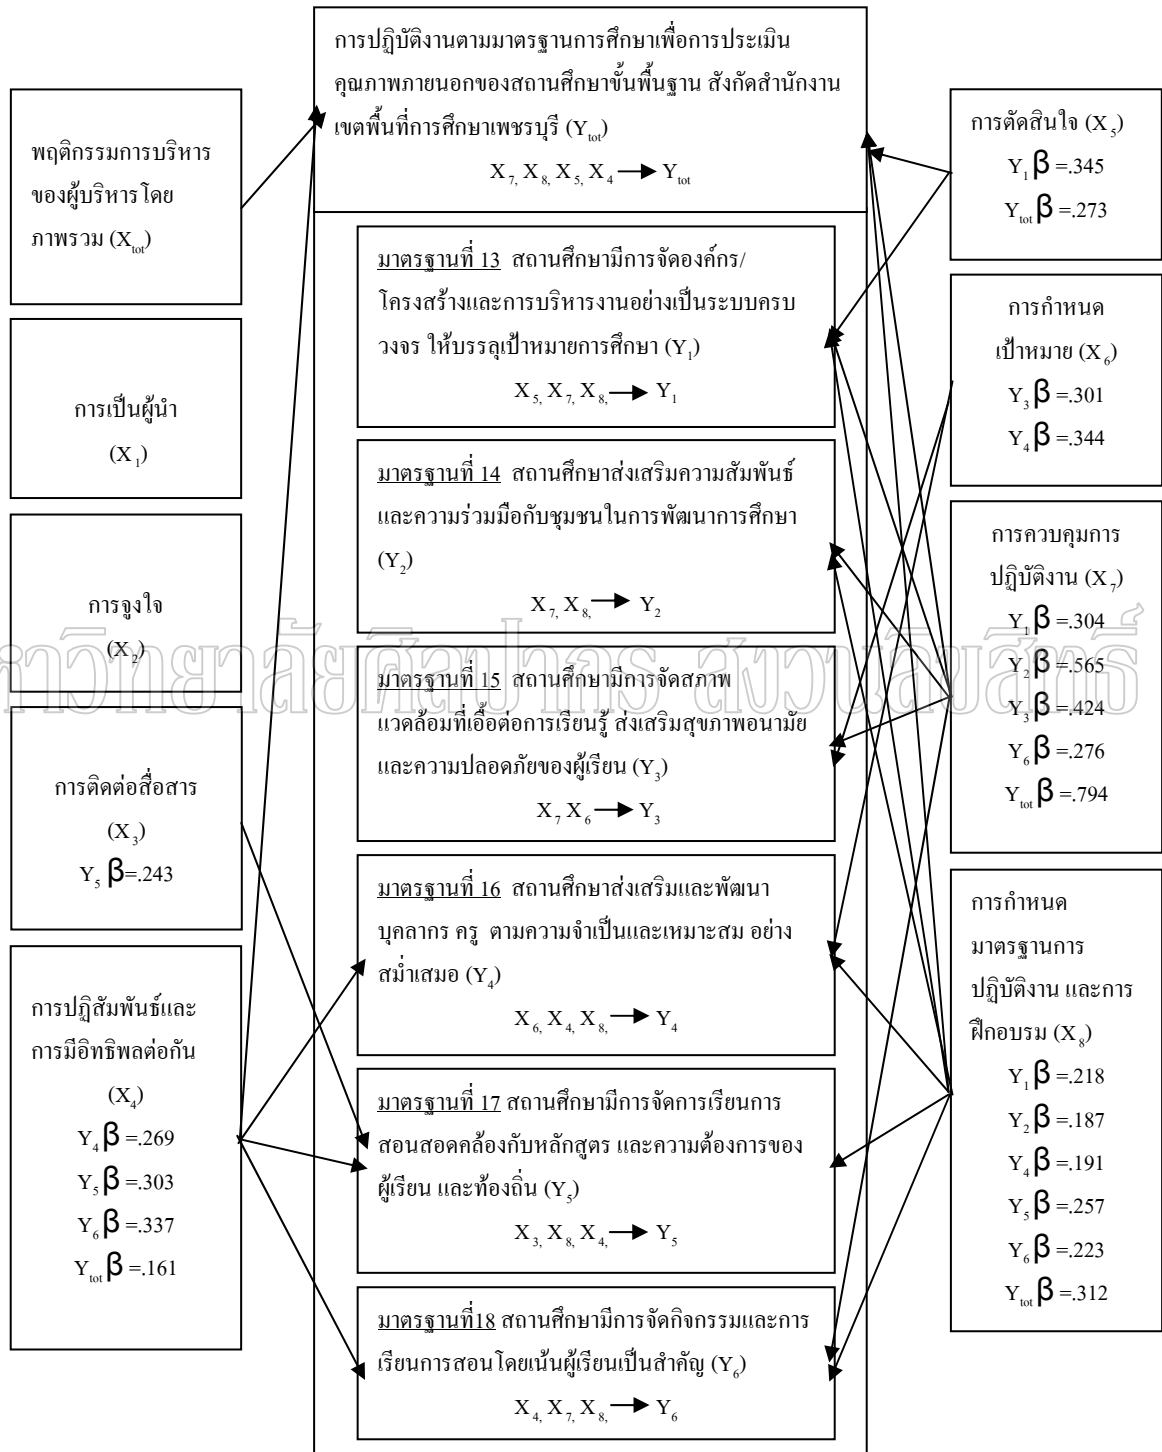 การปฏิบัติงานตามมาตรฐานการศึกษาเพื่อการประเมิน
คุณภาพภายนอกของสถานศึกษาขั้นพื้นฐาน สังกัดสำนักงาน
เขตพื้นที่การศึกษาเพชรบุรี (Ytot)
X7, X8, X5, X4 → Ytot
พฤติกรรมการบริหาร
ของผู้บริหารโดย
ภาพรวม (Xtot)
การเป็นผู้นำ
(X1)
การจูงใจ
(X2)
การติดต่อสื่อสาร
(X3)
Y5 β=.243
การปฏิสัมพันธ์และ
การมีอิทธิพลต่อกัน
(X4)
Y4 β =.269
Y5 β =.303
Y6 β =.337
Ytot β =.161
มาตรฐานที่ 13 สถานศึกษามีการจัดองค์กร/
โครงสร้างและการบริหารงานอย่างเป็นระบบครบ
วงจร ให้บรรลุเป้าหมายการศึกษา (Y1)
X5, X7, X8, → Y1
มาตรฐานที่ 14 สถานศึกษาส่งเสริมความสัมพันธ์
และความร่วมมือกับชุมชนในการพัฒนาการศึกษา
(Y2)
X7, X8, → Y2
มาตรฐานที่ 15 สถานศึกษามีการจัดสภาพ
แวดล้อมที่เอื้อต่อการเรียนรู้ ส่งเสริมสุขภาพอนามัย
และความปลอดภัยของผู้เรียน (Y3)
X7 X6 → Y3
มาตรฐานที่ 16 สถานศึกษาส่งเสริมและพัฒนา
บุคลากร ครู ตามความจำเป็นและเหมาะสม อย่าง
สม่ำเสมอ (Y4)
X6, X4, X8, → Y4
มาตรฐานที่ 17 สถานศึกษามีการจัดการเรียนการ
สอนสอดคล้องกับหลักสูตร และความต้องการของ
ผู้เรียน และท้องถิ่น (Y5)
X3, X8, X4, → Y5
มาตรฐานที่18 สถานศึกษามีการจัดกิจกรรมและการ
เรียนการสอนโดยเน้นผู้เรียนเป็นสำคัญ (Y6)
X4, X7, X8, → Y6
การตัดสินใจ (X5)
Y1 β =.345
Ytot β =.273
การกำหนด
เป้าหมาย (X6)
Y3 β =.301
Y4 β =.344
การควบคุมการ
ปฏิบัติงาน (X7)
Y1 β =.304
Y2 β =.565
Y3 β =.424
Y6 β =.276
Ytot β =.794
การกำหนด
มาตรฐานการ
ปฏิบัติงาน และการ
ฝึกอบรม (X8)
Y1 β =.218
Y2 β =.187
Y4 β =.191
Y5 β =.257
Y6 β =.223
Ytot β =.312
หาวิทยาลัยศิลปากร สงวนลิขสิทธิ์